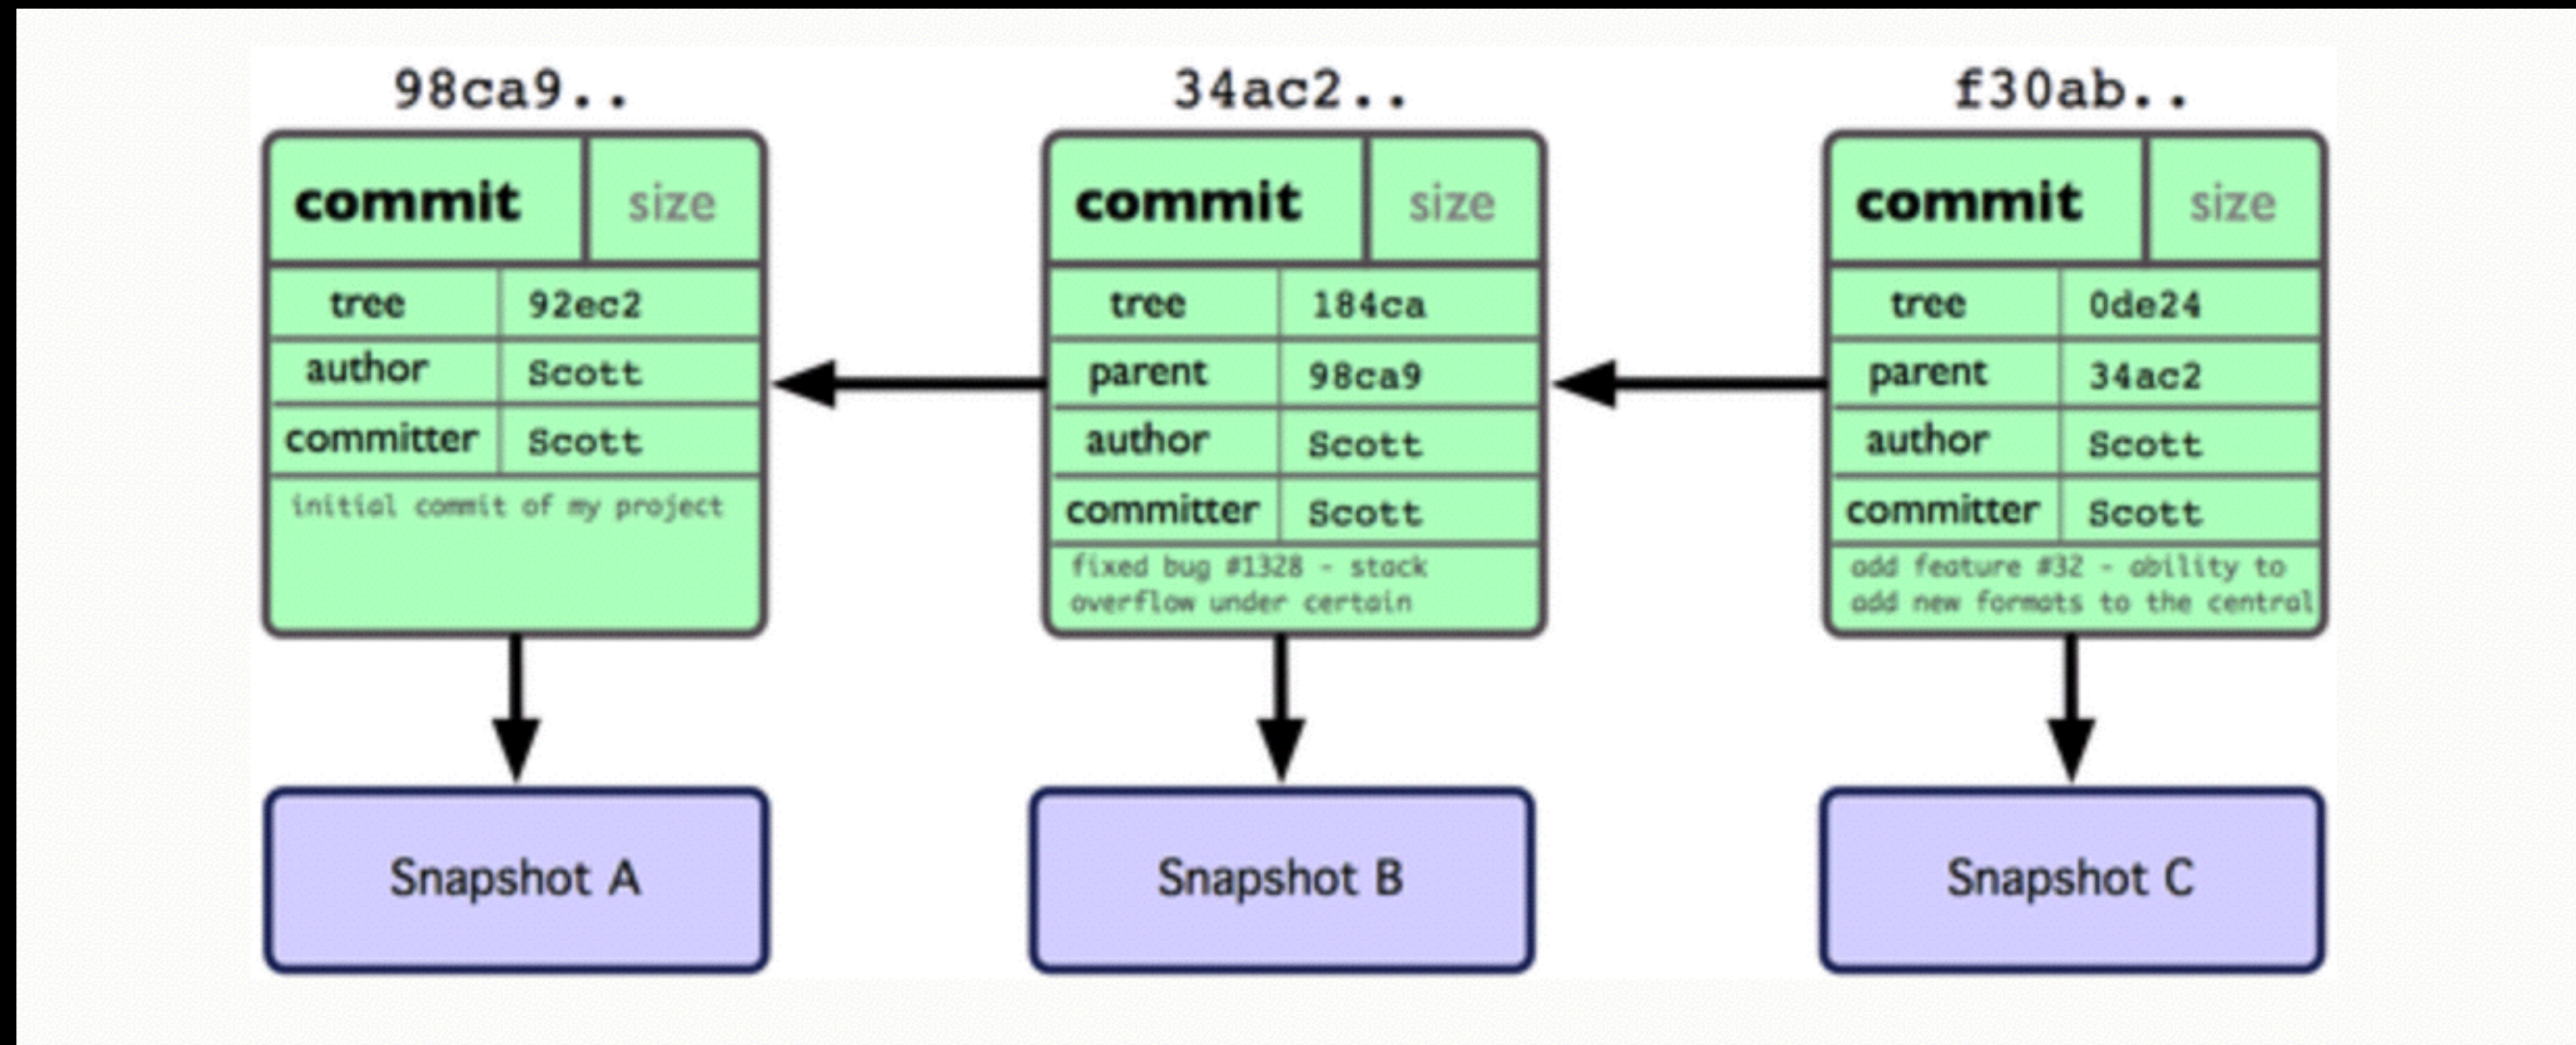 98ca9..
commit size
tree 92ec2
author Scott
committer Scott
initial commit of my project
34ac2..
commit size
tree 184ca
parent 98ca9
author Scott
committer Scott
fixed bug #1328 - stack
overflow under certain
f30ab..
commit size
tree 0de24
parent 34ac2
author Scott
committer Scott
add feature #32 - ability to
add new formats to the central
Snapshot A
Snapshot B
Snapshot C